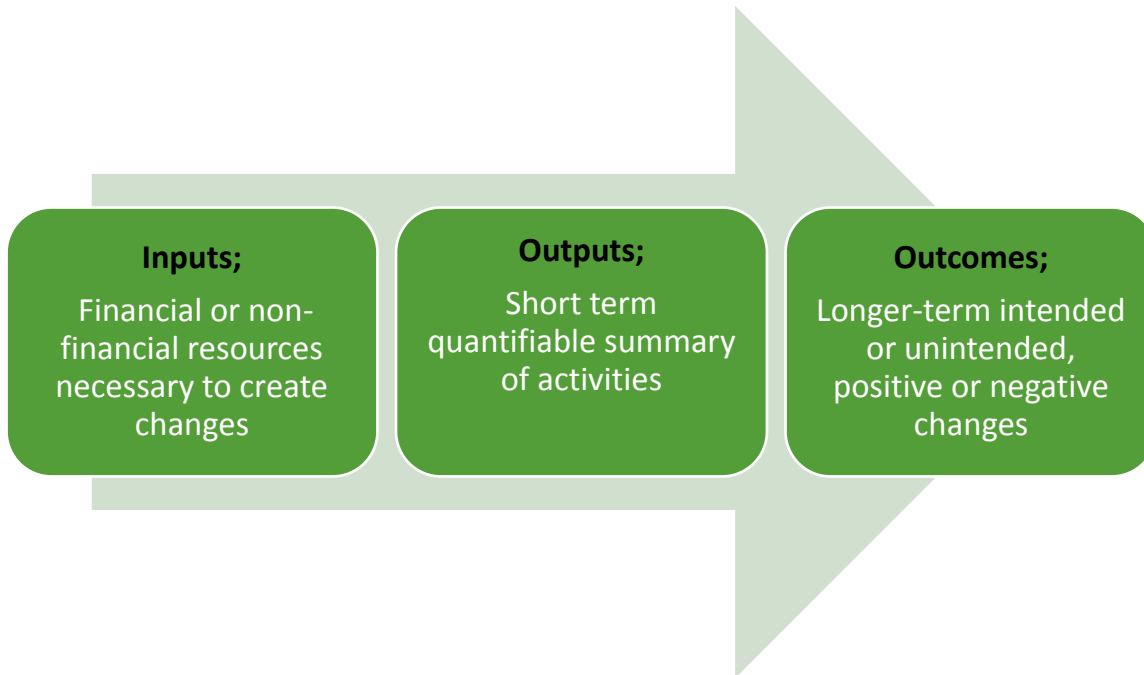 Inputs;
Financial or non-
financial resources
necessary to create
changes
Outputs;
Short term
quantifiable summary
of activities
Outcomes;
Longer-term intended
or unintended,
positive or negative
changes